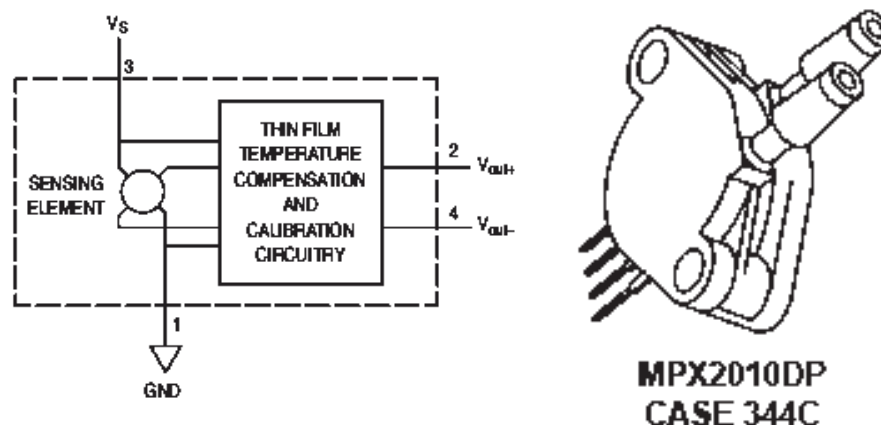 VS
3
THIN FILM
TEMPERATURE
COMPENSATION
AND
CALIBRATION
CIRCUITRY
SENSING
ELEMENT
2
Vout+
4
Vout–
1
GND
MPX2010DP
CASE 344C